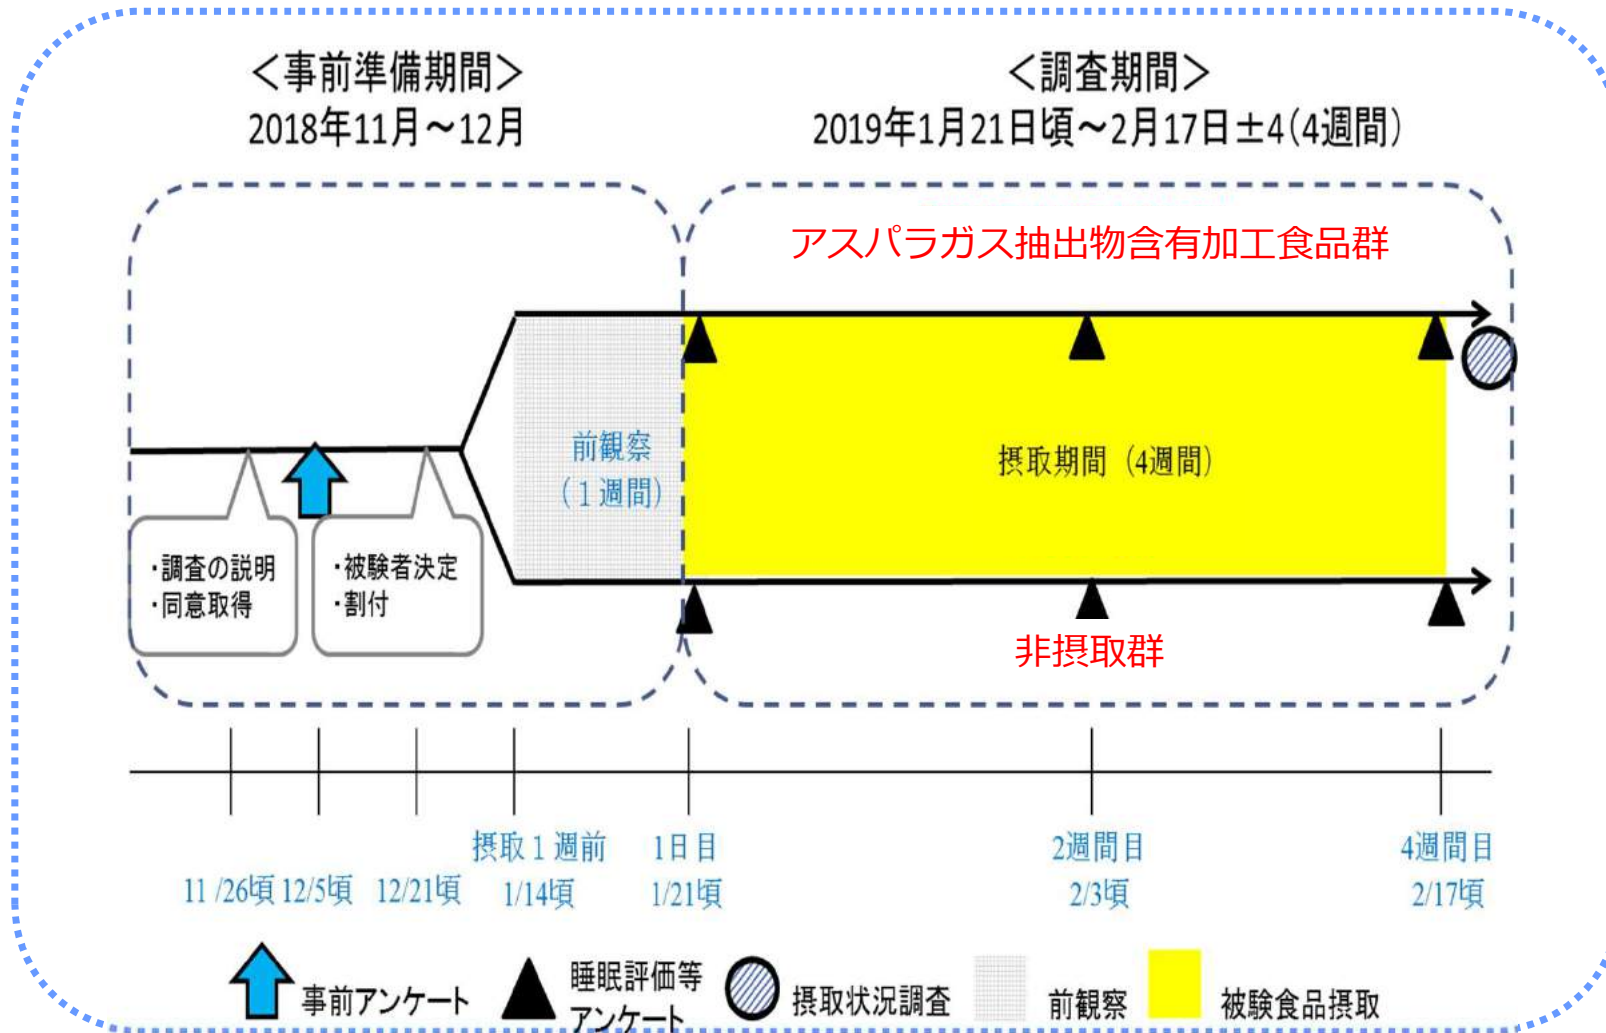 ＜事前準備期間＞
2018年11月～12月
＜調査期間＞
2019年1月21日頃～2月17日±4(4週間)
アスパラガス抽出物含有加工食品群
前観察
（１週間）
摂取期間（4週間）
・調査の説明
・同意取得
・被験者決定
・割付
非摂取群
11 /26頃
12/5頃
12/21頃
摂取１週前
1/14頃
1日目
1/21頃
2週間目
2/3頃
4週間目
2/17頃
事前アンケート
睡眠評価等
アンケート
摂取状況調査
前観察
被験食品摂取